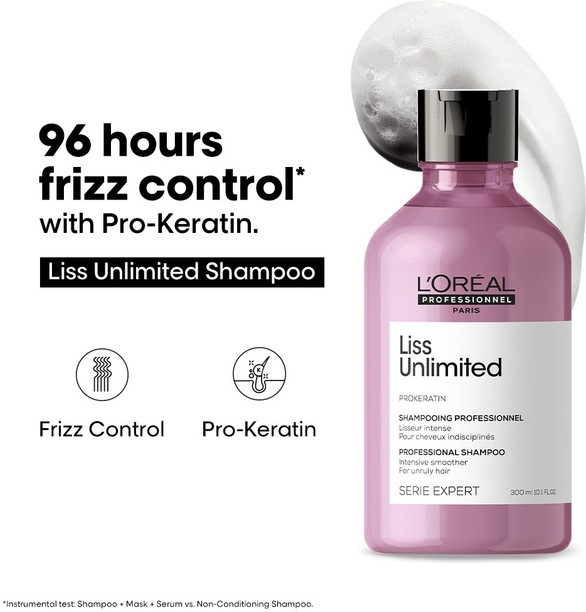 96 hours
frizz control*
with Pro-Keratin.
Liss Unlimited Shampoo
Frizz Control
Pro-Keratin
L'ORÉAL
PROFESSIONNEL
PARIS
Liss
Unlimited
PROKERATIN
SHAMPOOING PROFESSIONNEL
Lisseur intense
Pour cheveux indisciplinés
PROFESSIONAL SHAMPOO
Intensive smoother
For unruly hair
SERIE EXPERT
300 ml 10.1 FL.OZ
*Instrumental test: Shampoo + Mask + Serum vs. Non-Conditioning Shampoo.